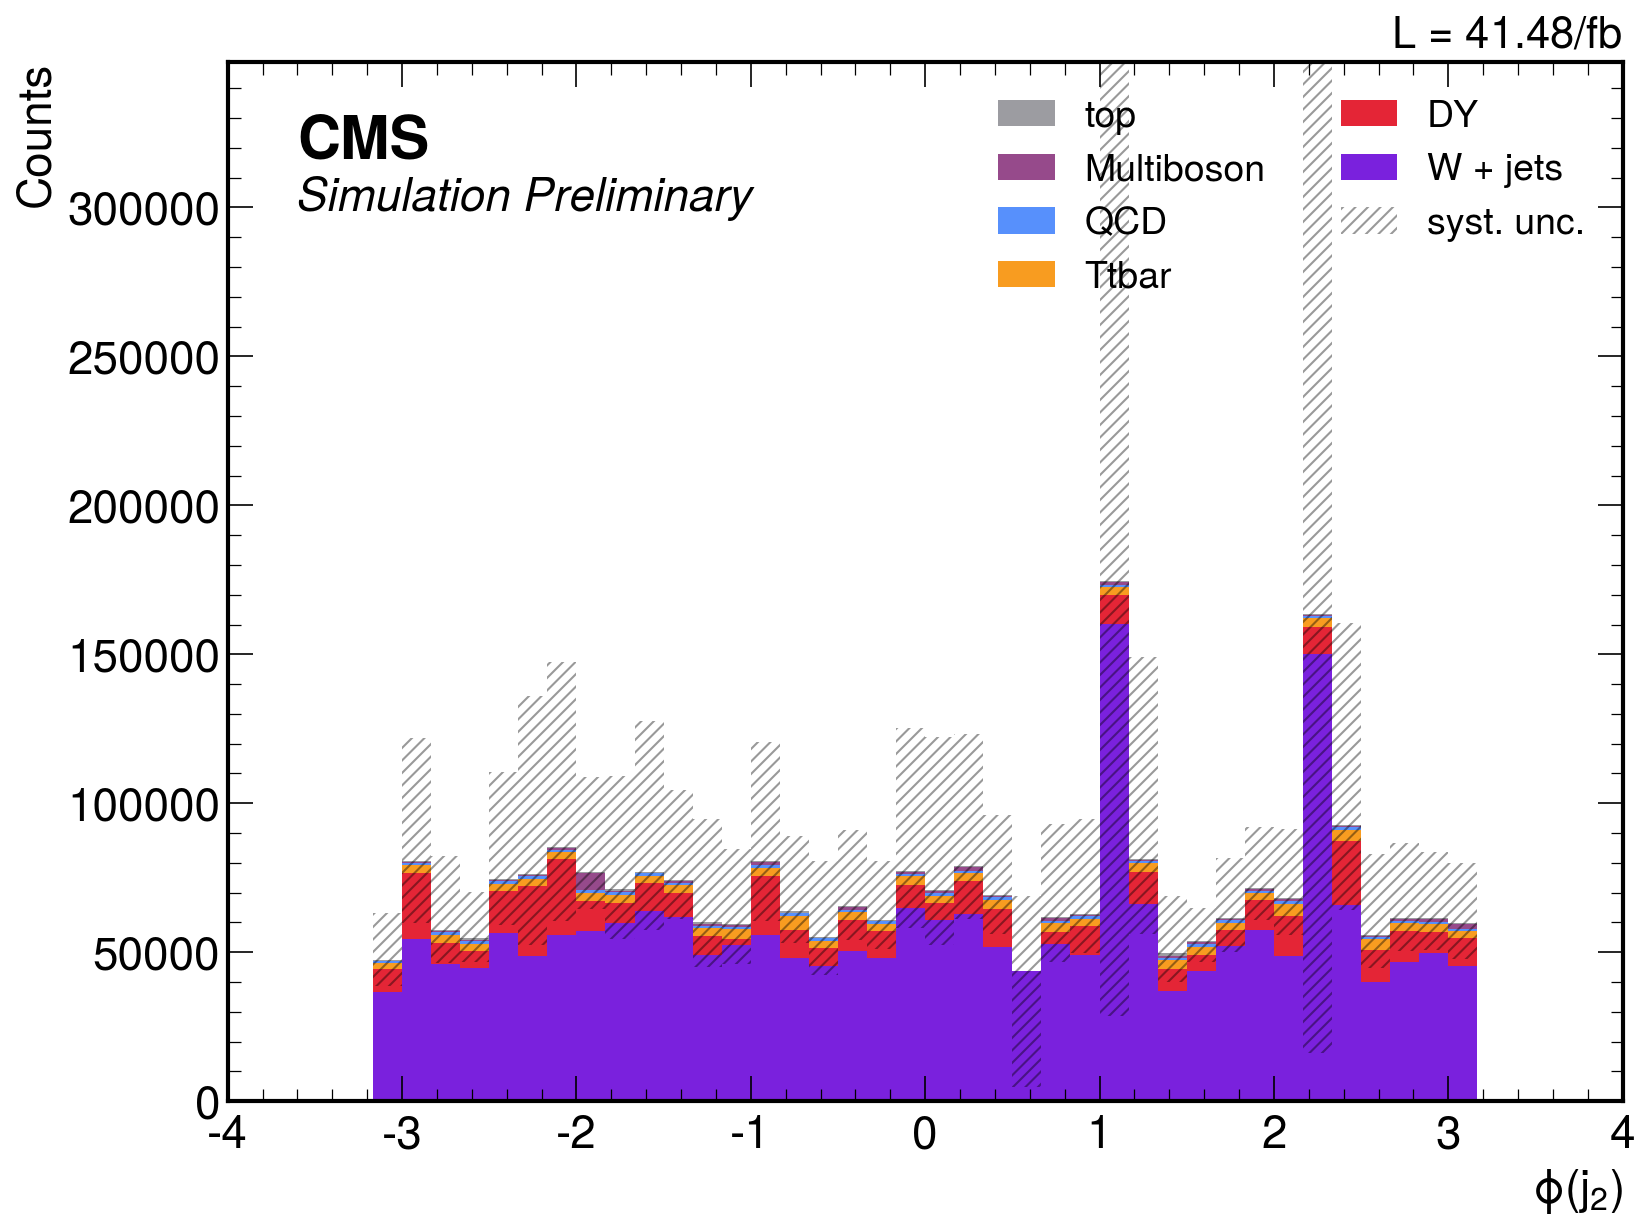 L = 41.48/fb
Counts
CMS
Simulation Preliminary
top
Multiboson
QCD
Ttbar
DY
W + jets
syst. unc.
300000
250000
200000
150000
100000
50000
0
-4 -3 -2 -1 0 1 2 3 4
ϕ(j₂)